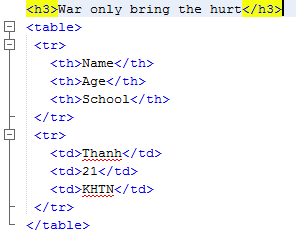 <h3>War only bring the hurt</h3>
<table>
<tr>
<th>Name</th>
<th>Age</th>
<th>School</th>
</tr>
<tr>
<td>Thanh</td>
<td>21</td>
<td>KHTN</td>
</tr>
</table>